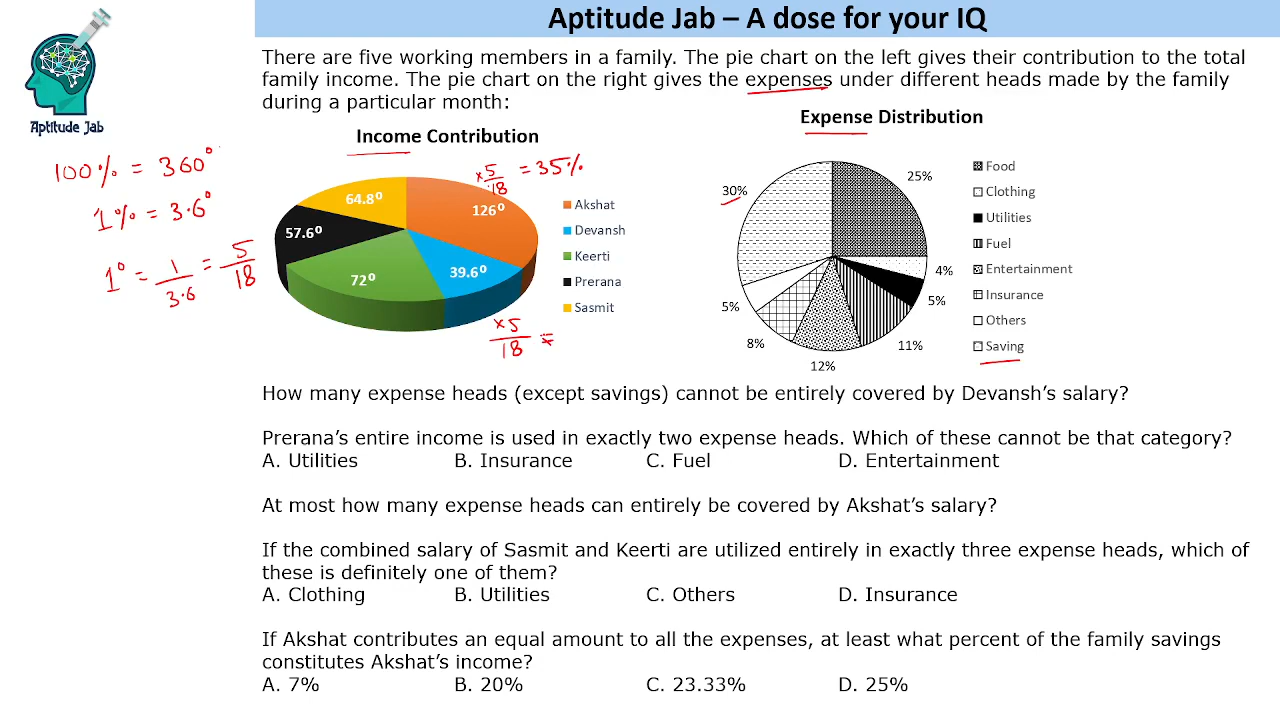 Aptitude Jab – A dose for your IQ
Aptitude Jab
There are five working members in a family. The pie chart on the left gives their contribution to the total
family income. The pie chart on the right gives the expenses under different heads made by the family
during a particular month:
100% = 360°
1% = 3.6°
1° = 1/3.6 = 5/18
Income Contribution
×5/18 = 35%
64.8⁰
126⁰
57.6⁰
72⁰
39.6⁰
×5/18 =
Akshat
Devansh
Keerti
Prerana
Sasmit
Expense Distribution
30%
25%
4%
5%
5%
11%
8%
12%
Food
Clothing
Utilities
Fuel
Entertainment
Insurance
Others
Saving
How many expense heads (except savings) cannot be entirely covered by Devansh's salary?
Prerana's entire income is used in exactly two expense heads. Which of these cannot be that category?
A. Utilities B. Insurance C. Fuel D. Entertainment
At most how many expense heads can entirely be covered by Akshat's salary?
If the combined salary of Sasmit and Keerti are utilized entirely in exactly three expense heads, which of
these is definitely one of them?
A. Clothing B. Utilities C. Others D. Insurance
If Akshat contributes an equal amount to all the expenses, at least what percent of the family savings
constitutes Akshat's income?
A. 7% B. 20% C. 23.33% D. 25%